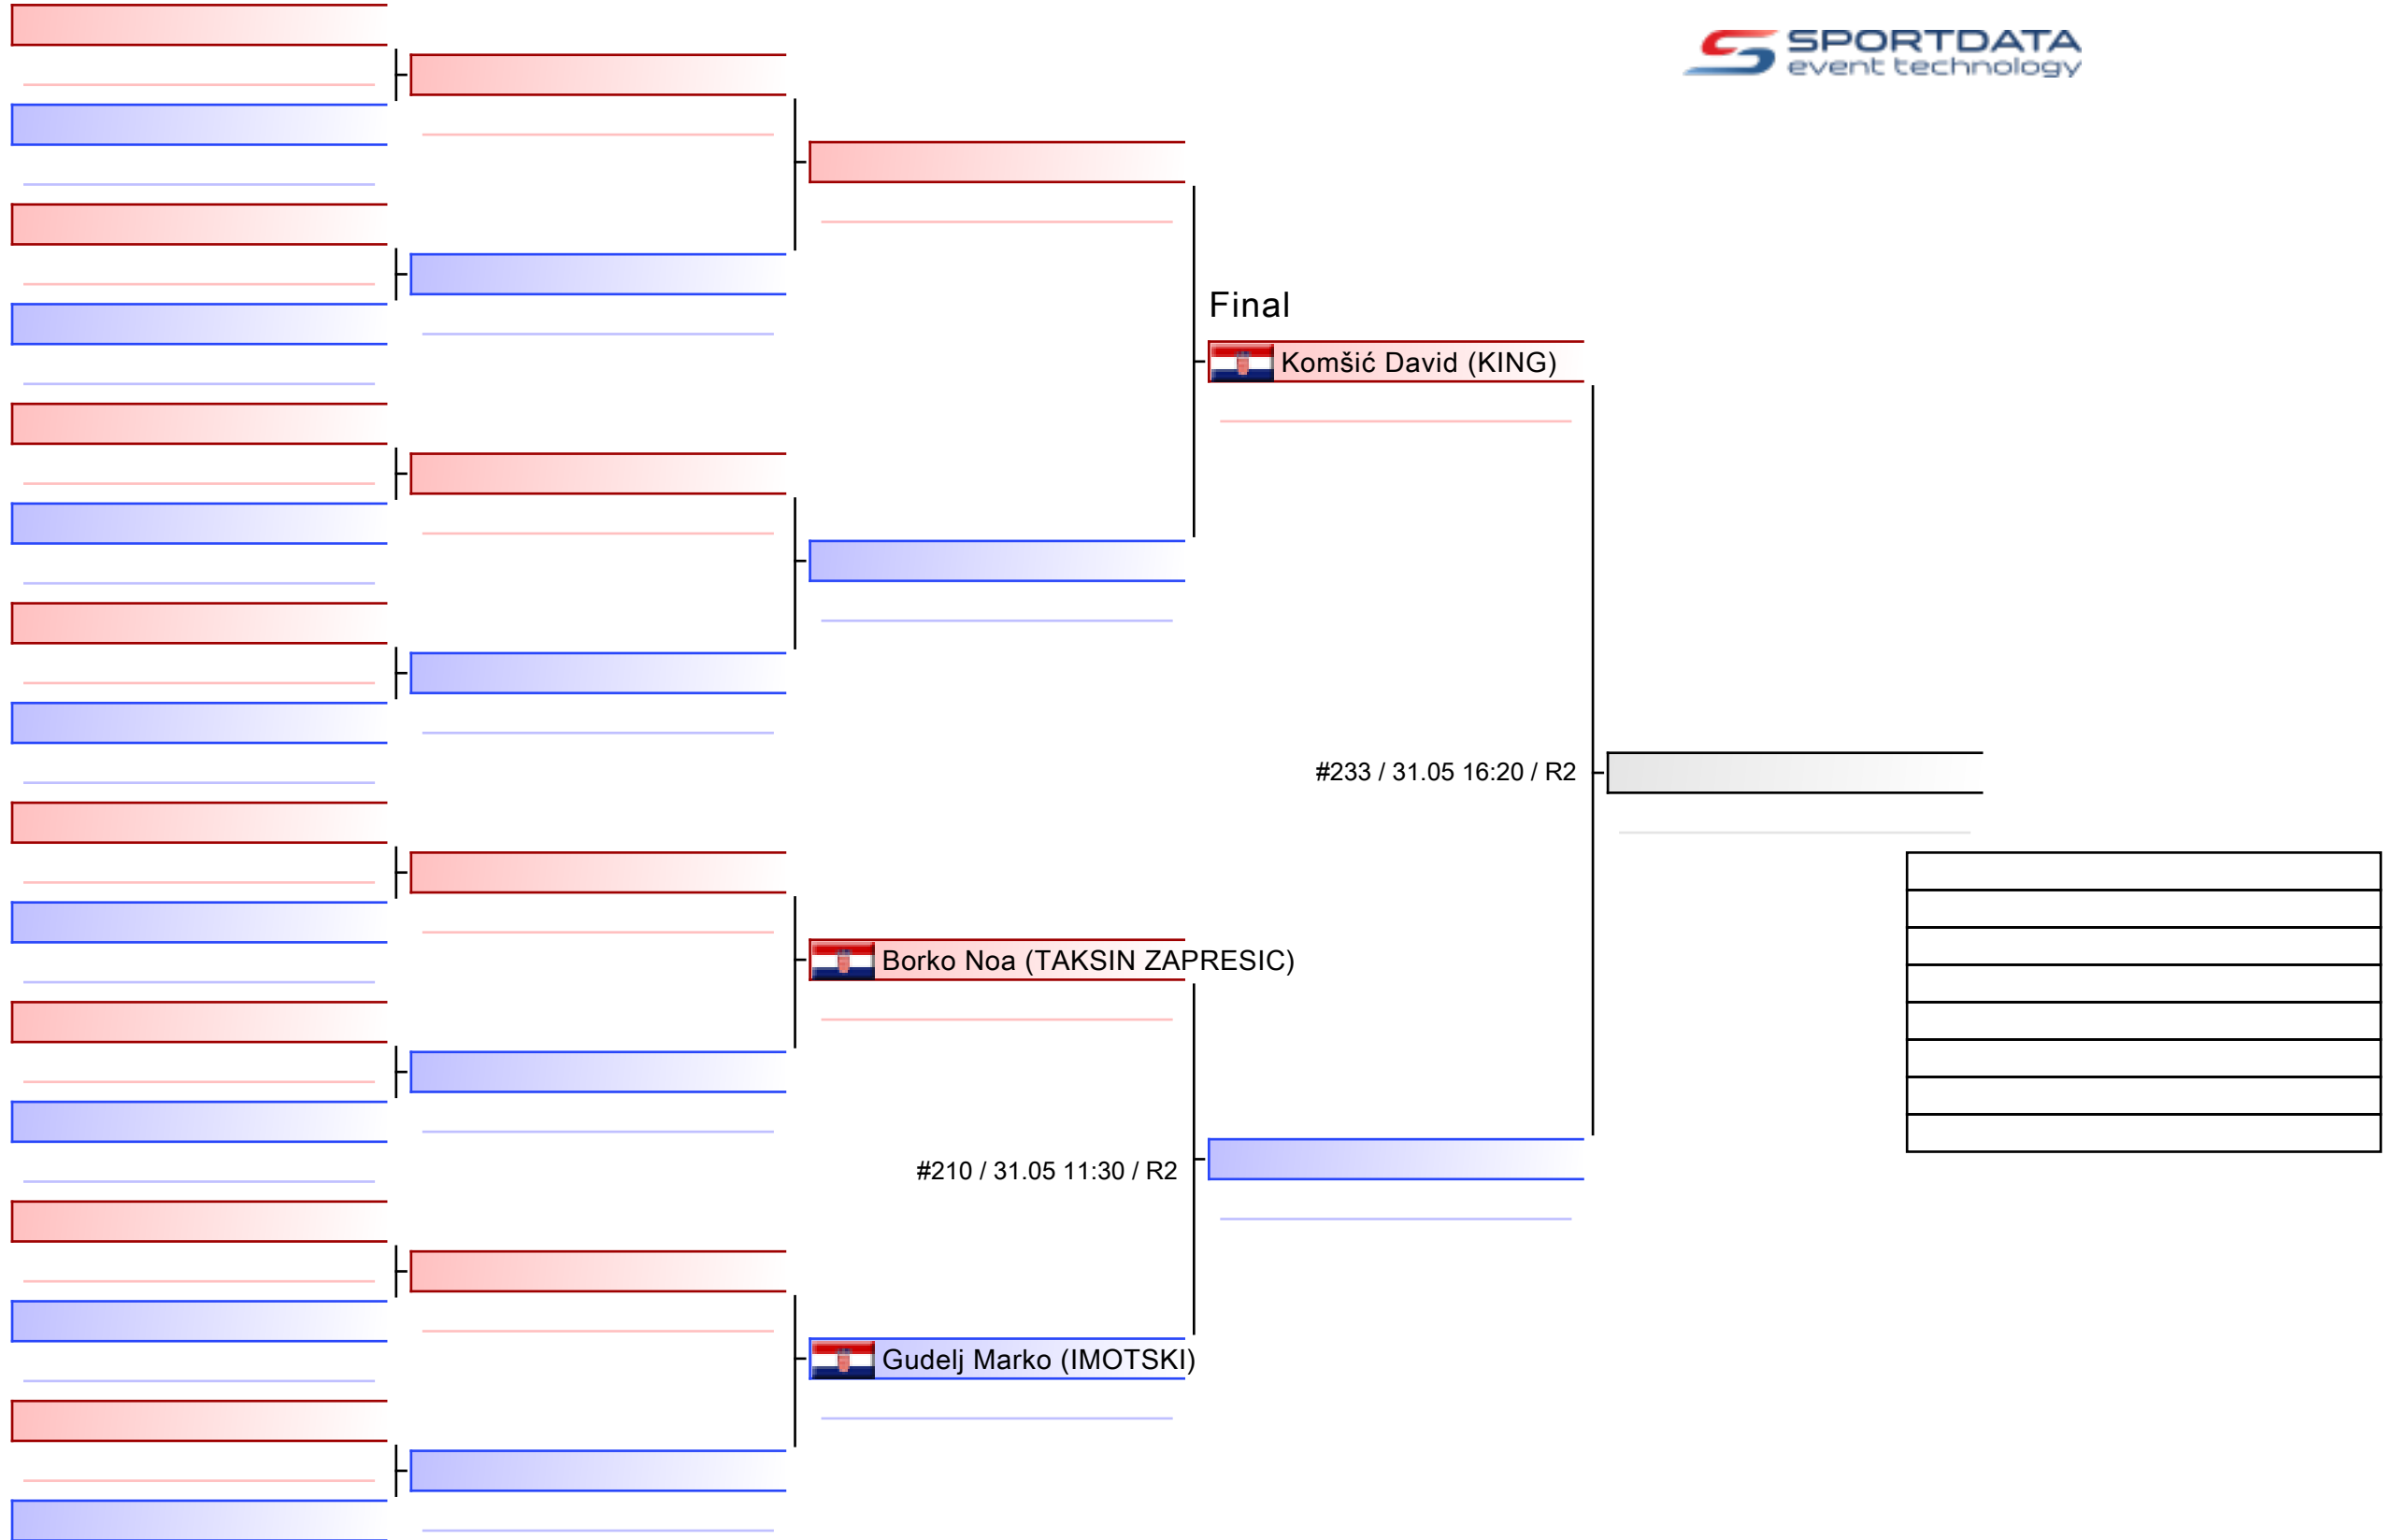 SPORTDATA
event technology
Final
Komšić David (KING)
#233 / 31.05 16:20 / R2
Borko Noa (TAKSIN ZAPRESIC)
#210 / 31.05 11:30 / R2
Gudelj Marko (IMOTSKI)